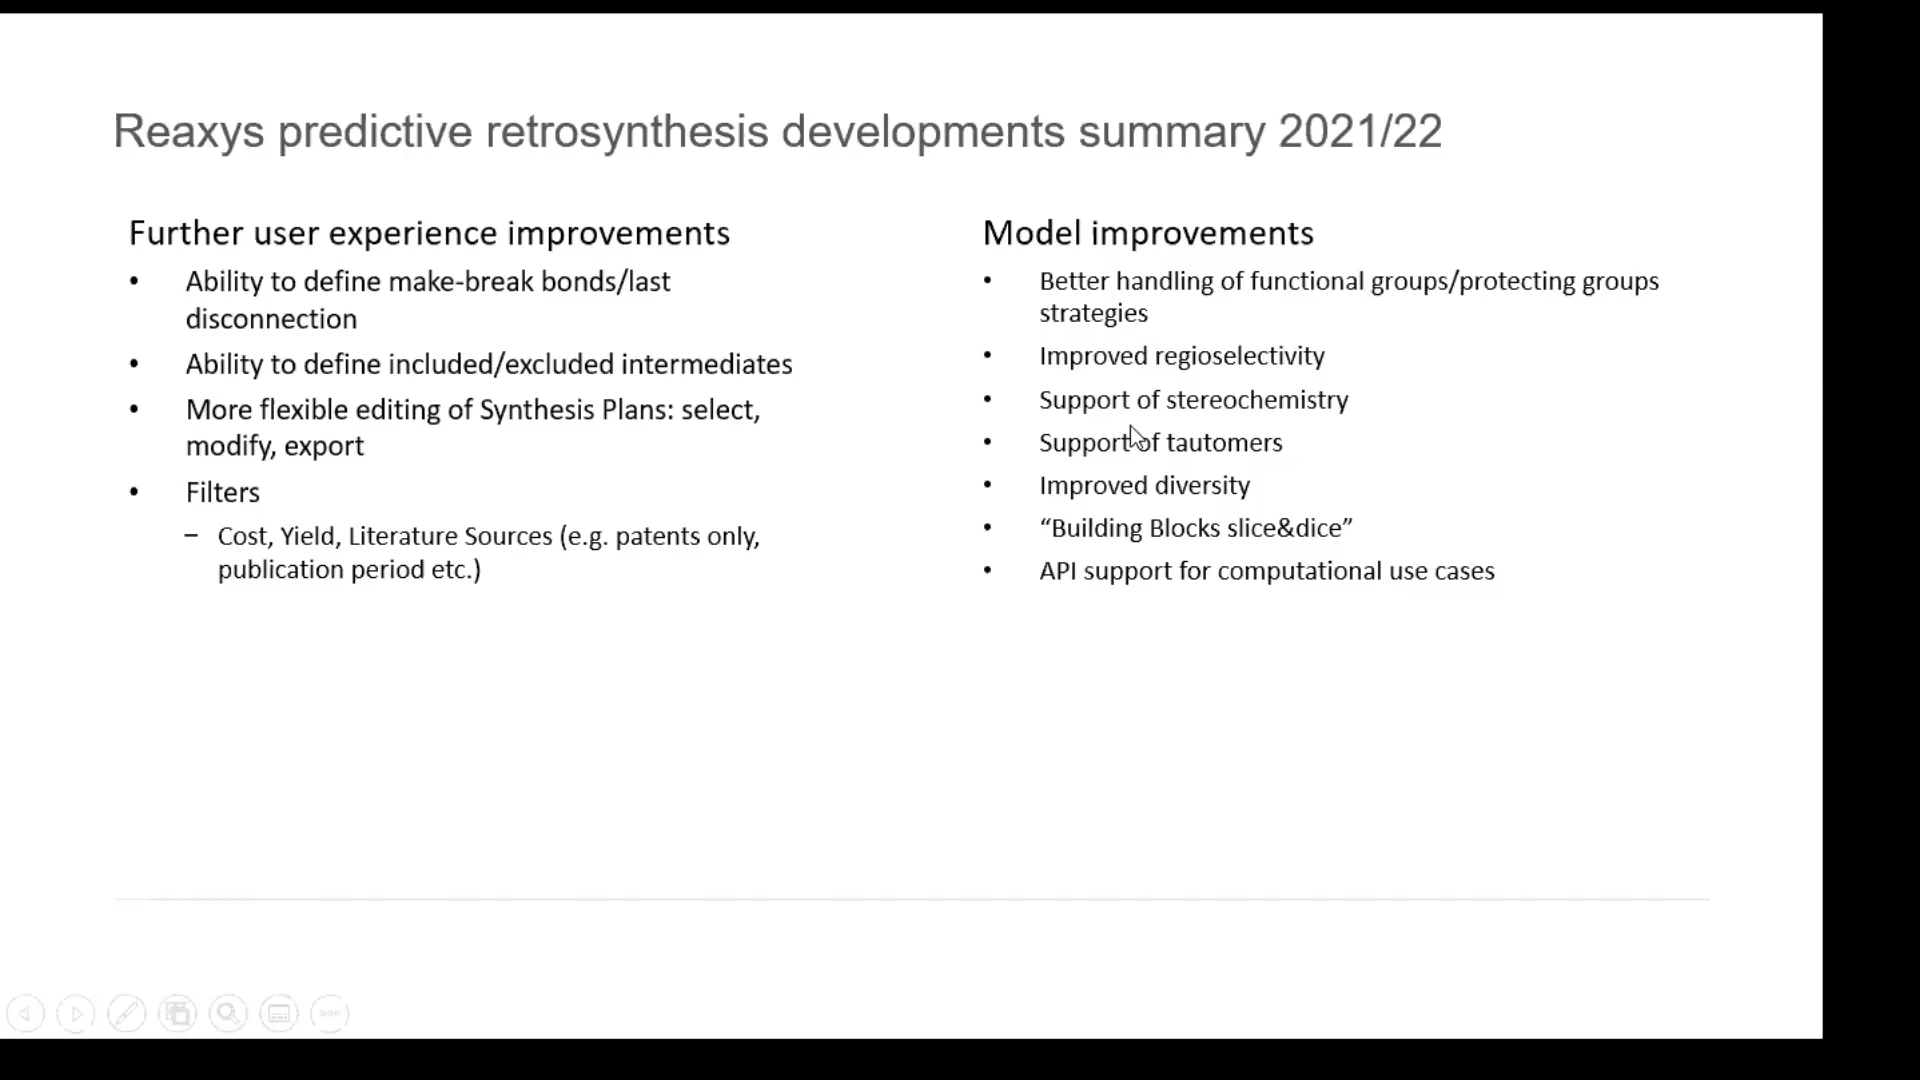 Reaxys predictive retrosynthesis developments summary 2021/22
Further user experience improvements
• Ability to define make-break bonds/last
disconnection
• Ability to define included/excluded intermediates
• More flexible editing of Synthesis Plans: select,
modify, export
• Filters
– Cost, Yield, Literature Sources (e.g. patents only,
publication period etc.)
Model improvements
• Better handling of functional groups/protecting groups
strategies
• Improved regioselectivity
• Support of stereochemistry
• Support of tautomers
• Improved diversity
• “Building Blocks slice&dice”
• API support for computational use cases